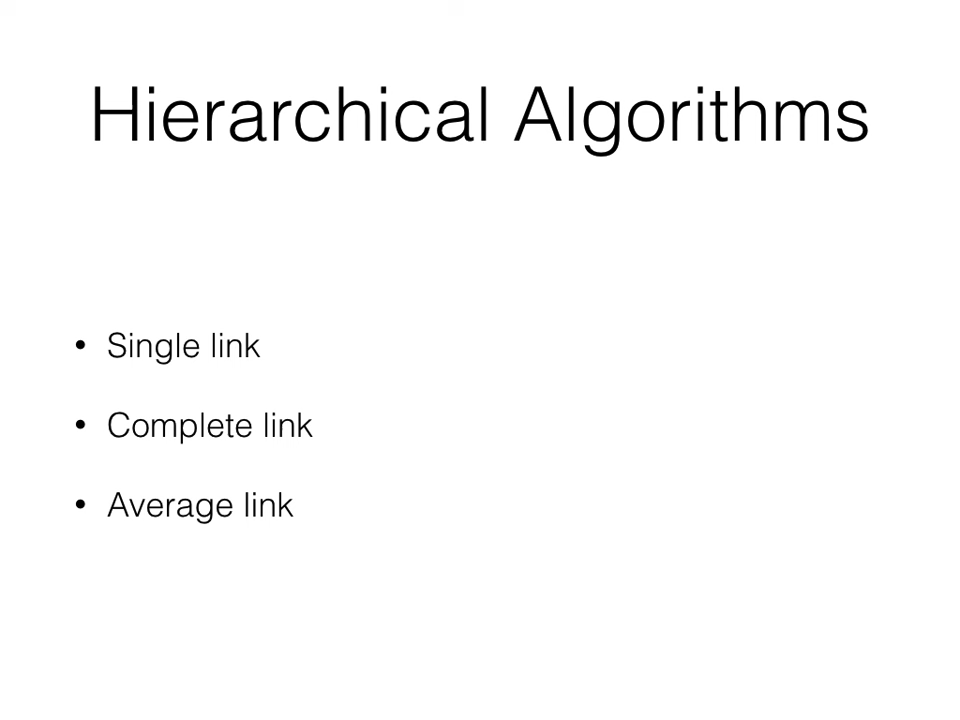 Hierarchical Algorithms
• Single link
• Complete link
• Average link